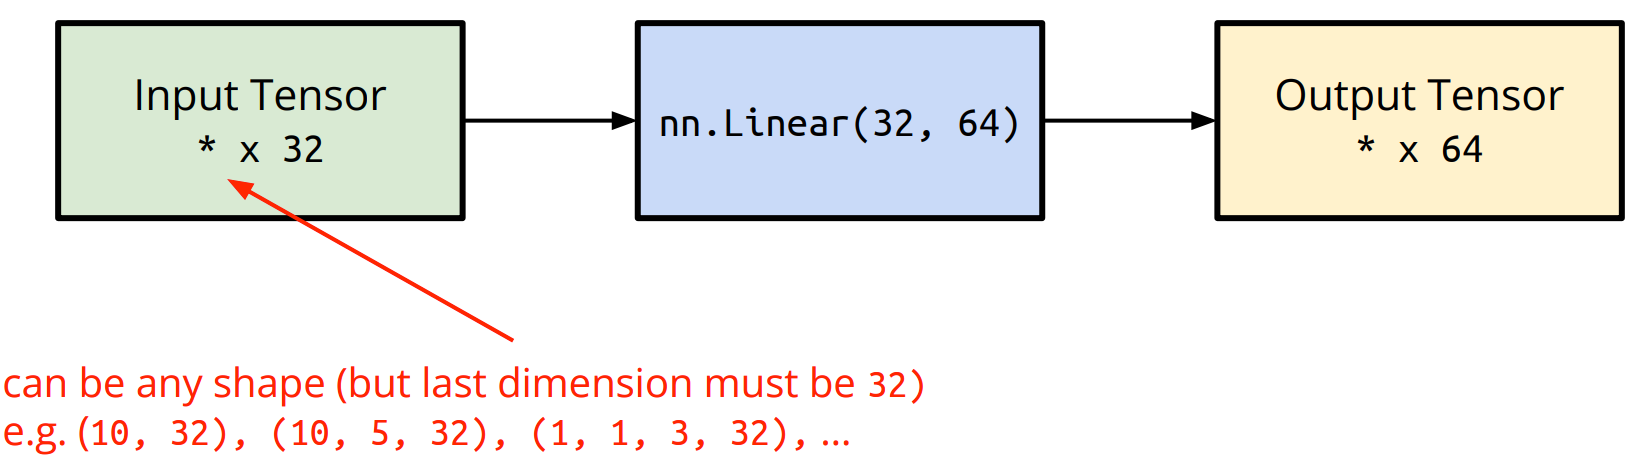 Input Tensor
* x 32
nn.Linear(32, 64)
Output Tensor
* x 64
can be any shape (but last dimension must be 32)
e.g. (10, 32), (10, 5, 32), (1, 1, 3, 32), ...